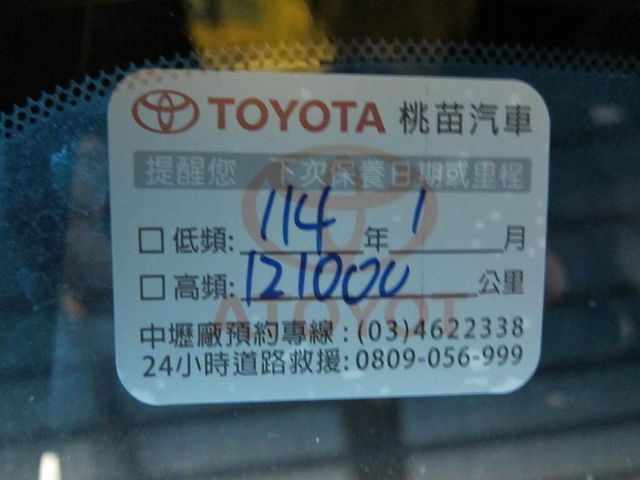 TOYOTA 桃苗汽車
提醒您 下次保養日期或里程
低頻: 114 年 1 月
高頻: 121000 公里
ATOYOT
中壢廠預約專線:(03)4622338
24小時道路救援:0809-056-999